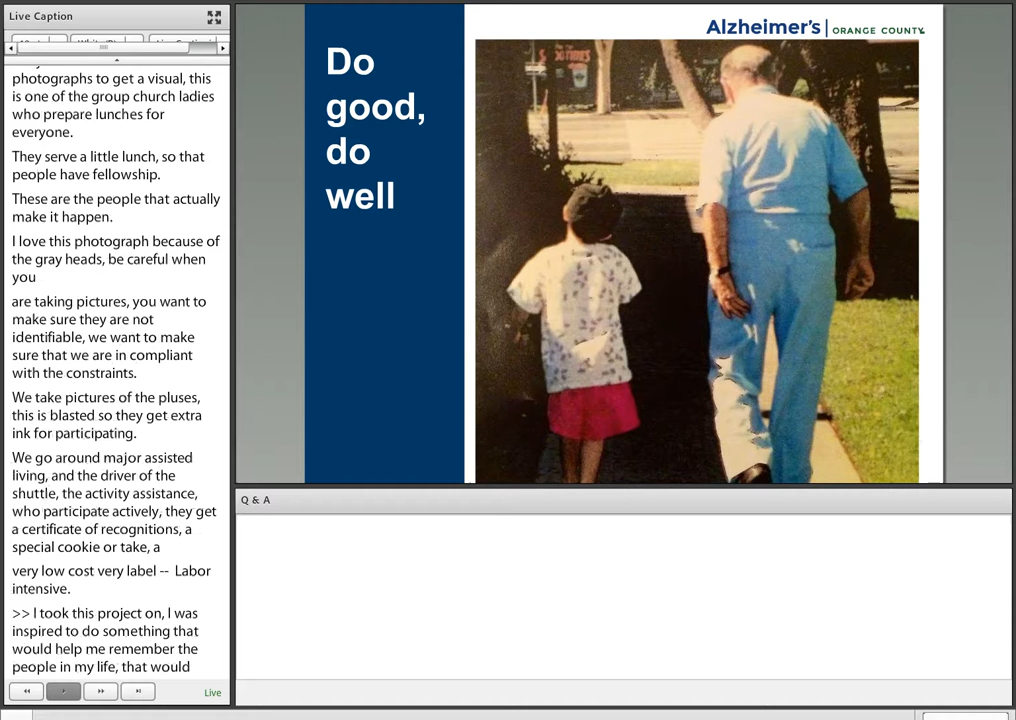 Live Caption
photographs to get a visual, this
is one of the group church ladies
who prepare lunches for
everyone.
They serve a little lunch, so that
people have fellowship.
These are the people that actually
make it happen.
I love this photograph because of
the gray heads, be careful when
you
are taking pictures, you want to
make sure they are not
identifiable, we want to make
sure that we are in compliant
with the constraints.
We take pictures of the pluses,
this is blasted so they get extra
ink for participating.
We go around major assisted
living, and the driver of the
shuttle, the activity assistance,
who participate actively, they get
a certificate of recognitions, a
special cookie or take, a
very low cost very label -- Labor
intensive.
>> I took this project on, I was
inspired to do something that
would help me remember the
people in my life, that would
Live
Alzheimer's | ORANGE COUNTY
Do
good,
do
well
Q & A